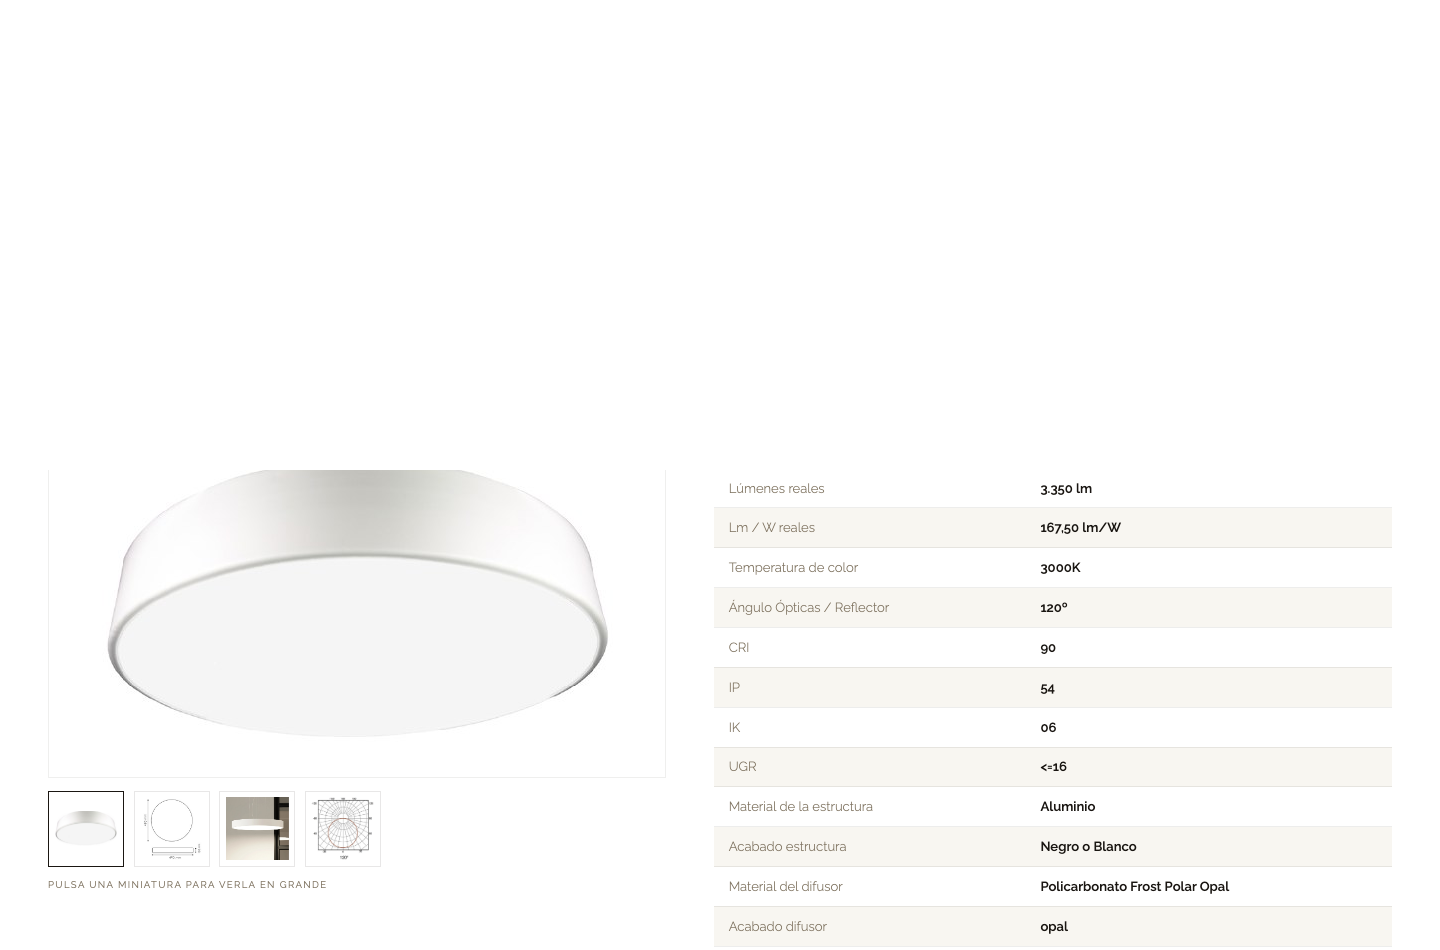 Lúmenes reales 3.350 lm
Lm / W reales 167,50 lm/W
Temperatura de color 3000K
Ángulo Ópticas / Reflector 120º
CRI 90
IP 54
IK 06
UGR <=16
Material de la estructura Aluminio
Acabado estructura Negro o Blanco
Material del difusor Policarbonato Frost Polar Opal
Acabado difusor opal
PULSA UNA MINIATURA PARA VERLA EN GRANDE